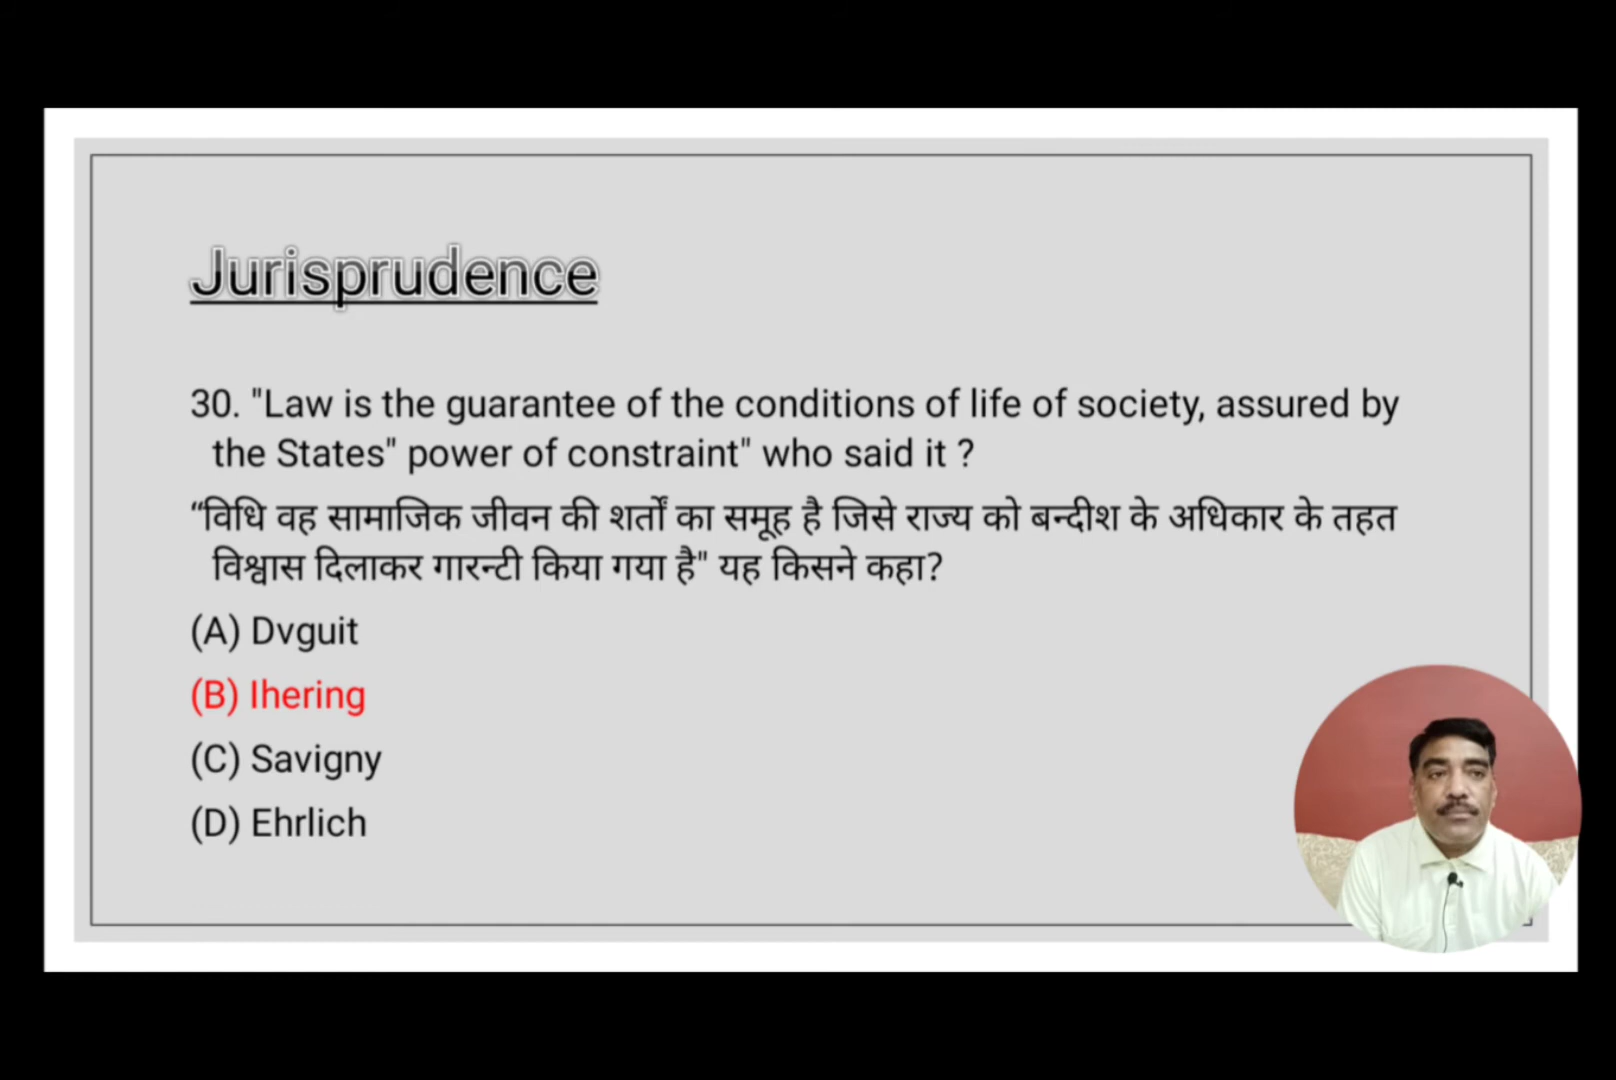 Jurisprudence
30. "Law is the guarantee of the conditions of life of society, assured by
the States" power of constraint" who said it ?
“विधि वह सामाजिक जीवन की शर्तों का समूह है जिसे राज्य को बन्दीश के अधिकार के तहत
विश्वास दिलाकर गारन्टी किया गया है" यह किसने कहा?
(A) Dvguit
(B) Ihering
(C) Savigny
(D) Ehrlich